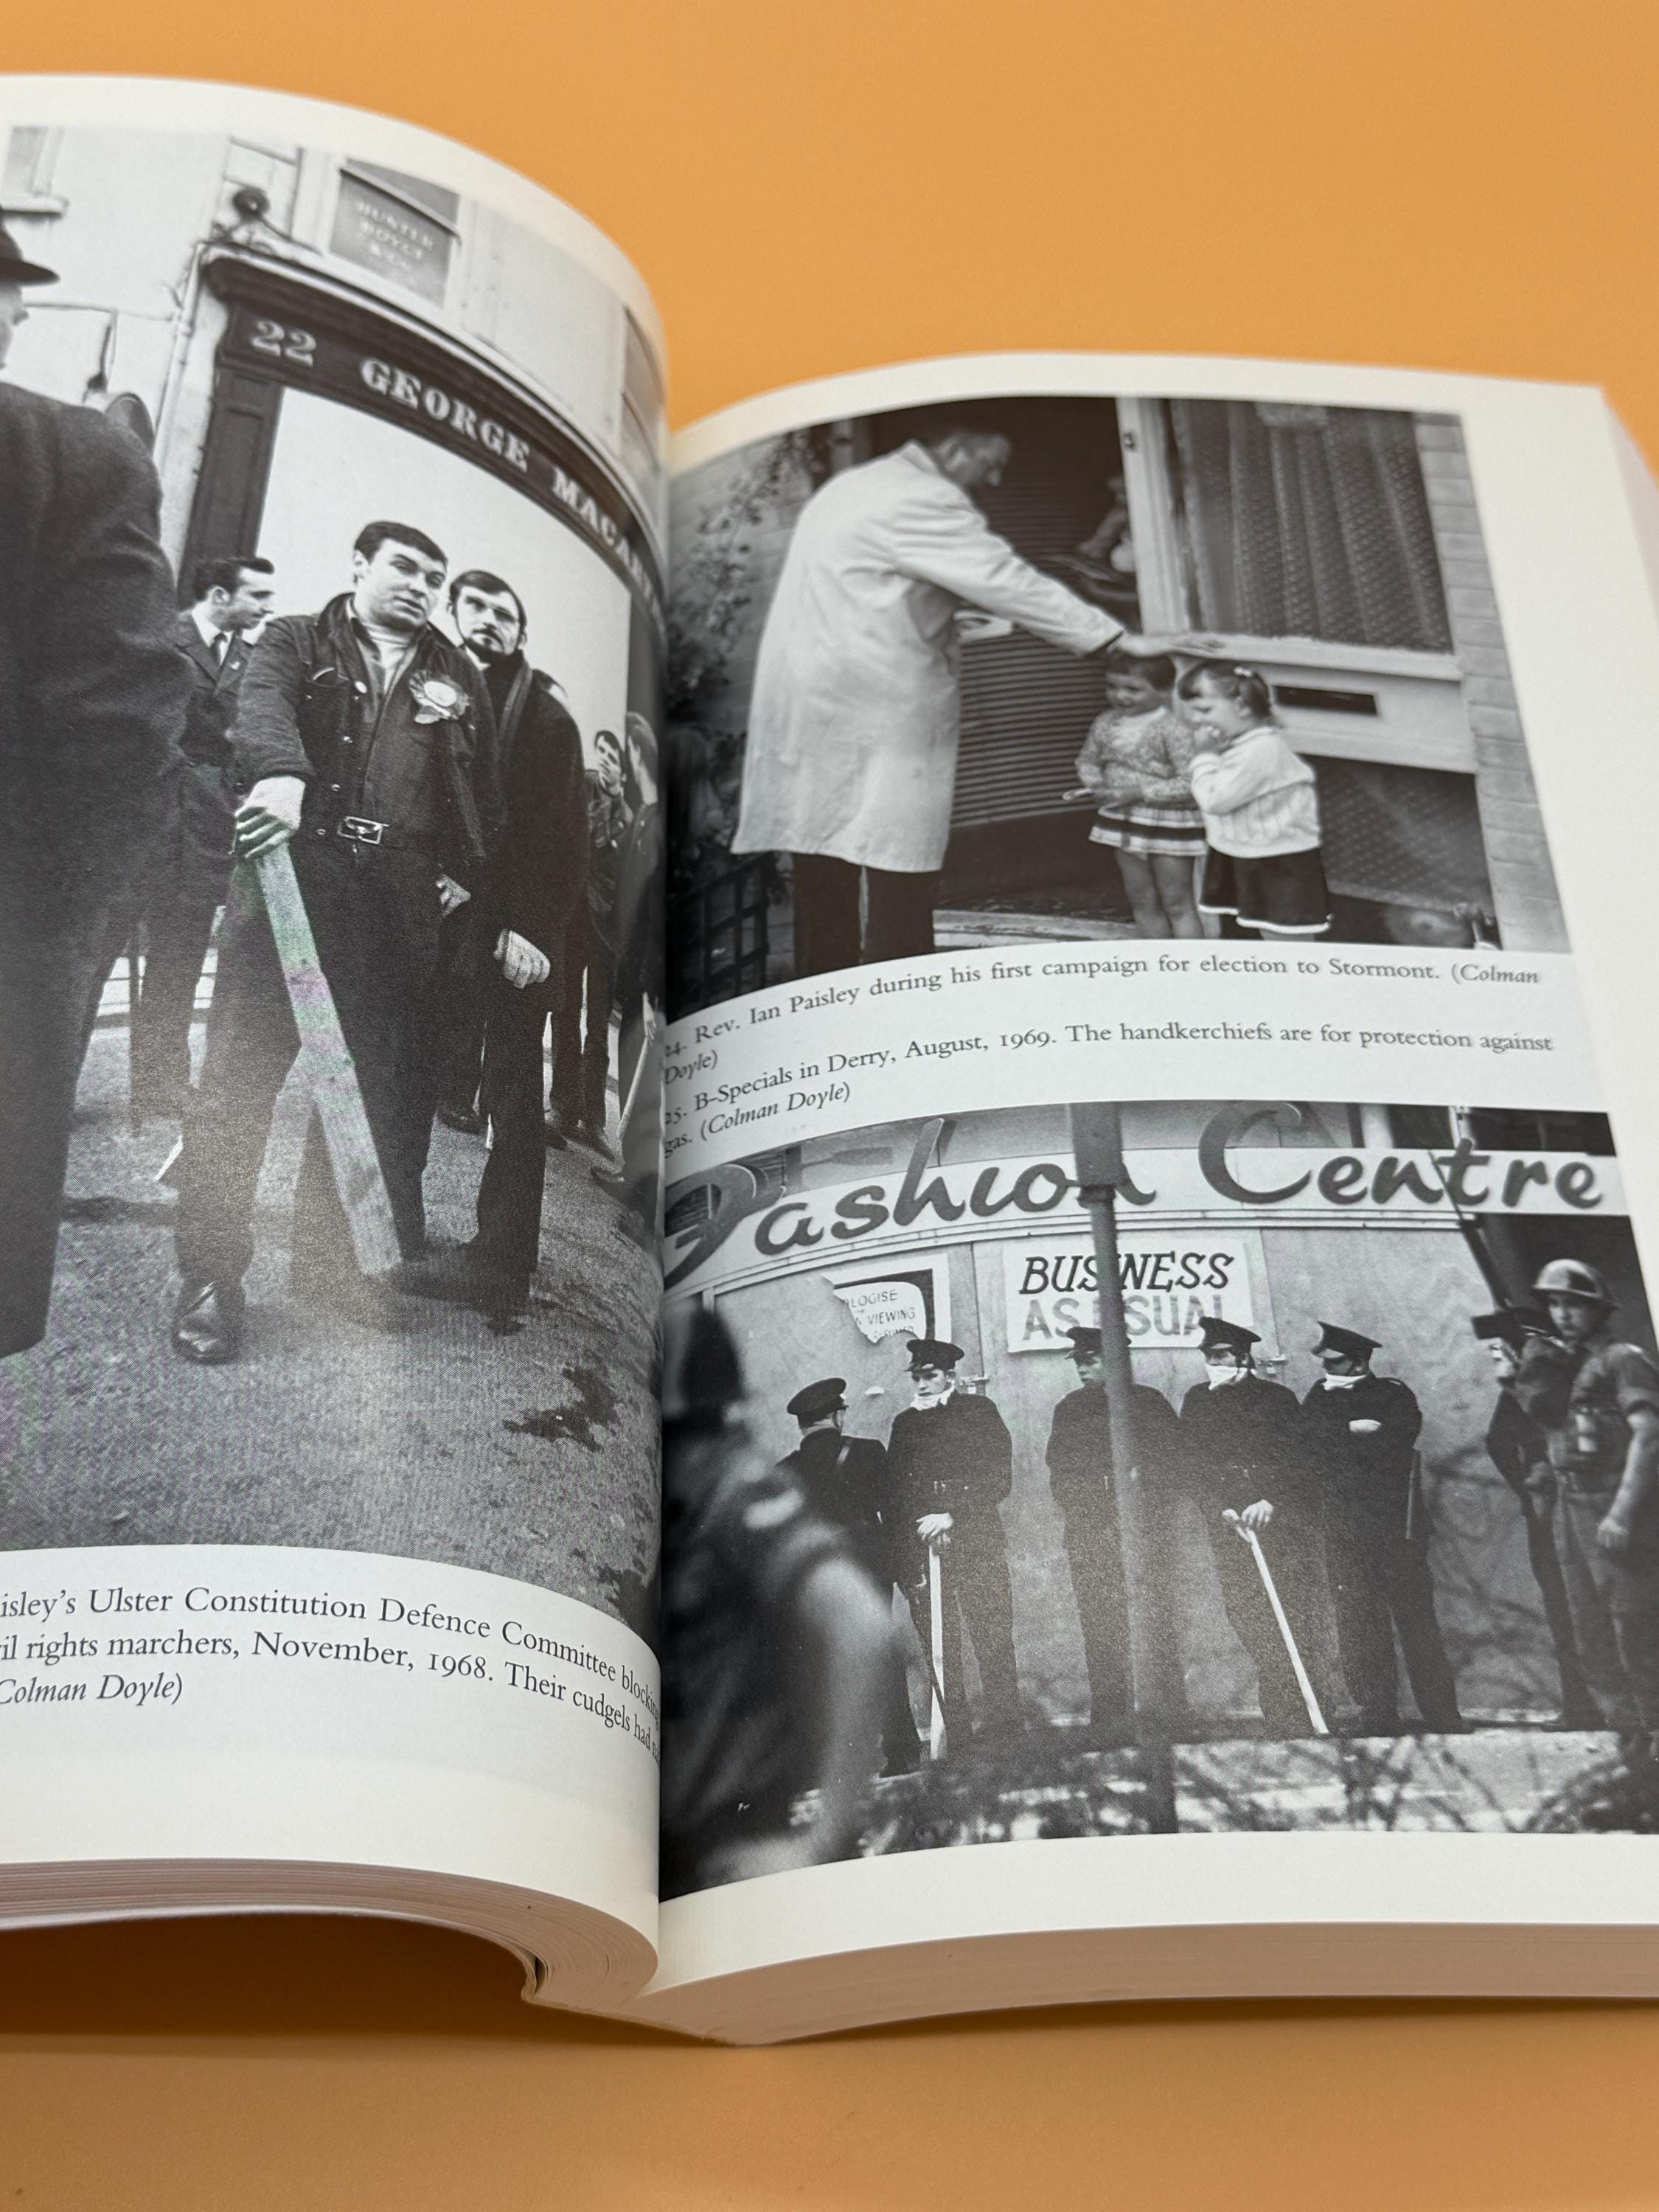 HUNTER
22 GEORGE MACA
isley's Ulster Constitution Defence Committee blocking
il rights marchers, November, 1968. Their cudgels had
Colman Doyle)
24. Rev. Ian Paisley during his first campaign for election to Stormont. (Colman
Doyle)
25. B-Specials in Derry, August, 1969. The handkerchiefs are for protection against
gas. (Colman Doyle)
Fashion Centre
BUSINESS
AS USUAL
LOGISE
VIEWING